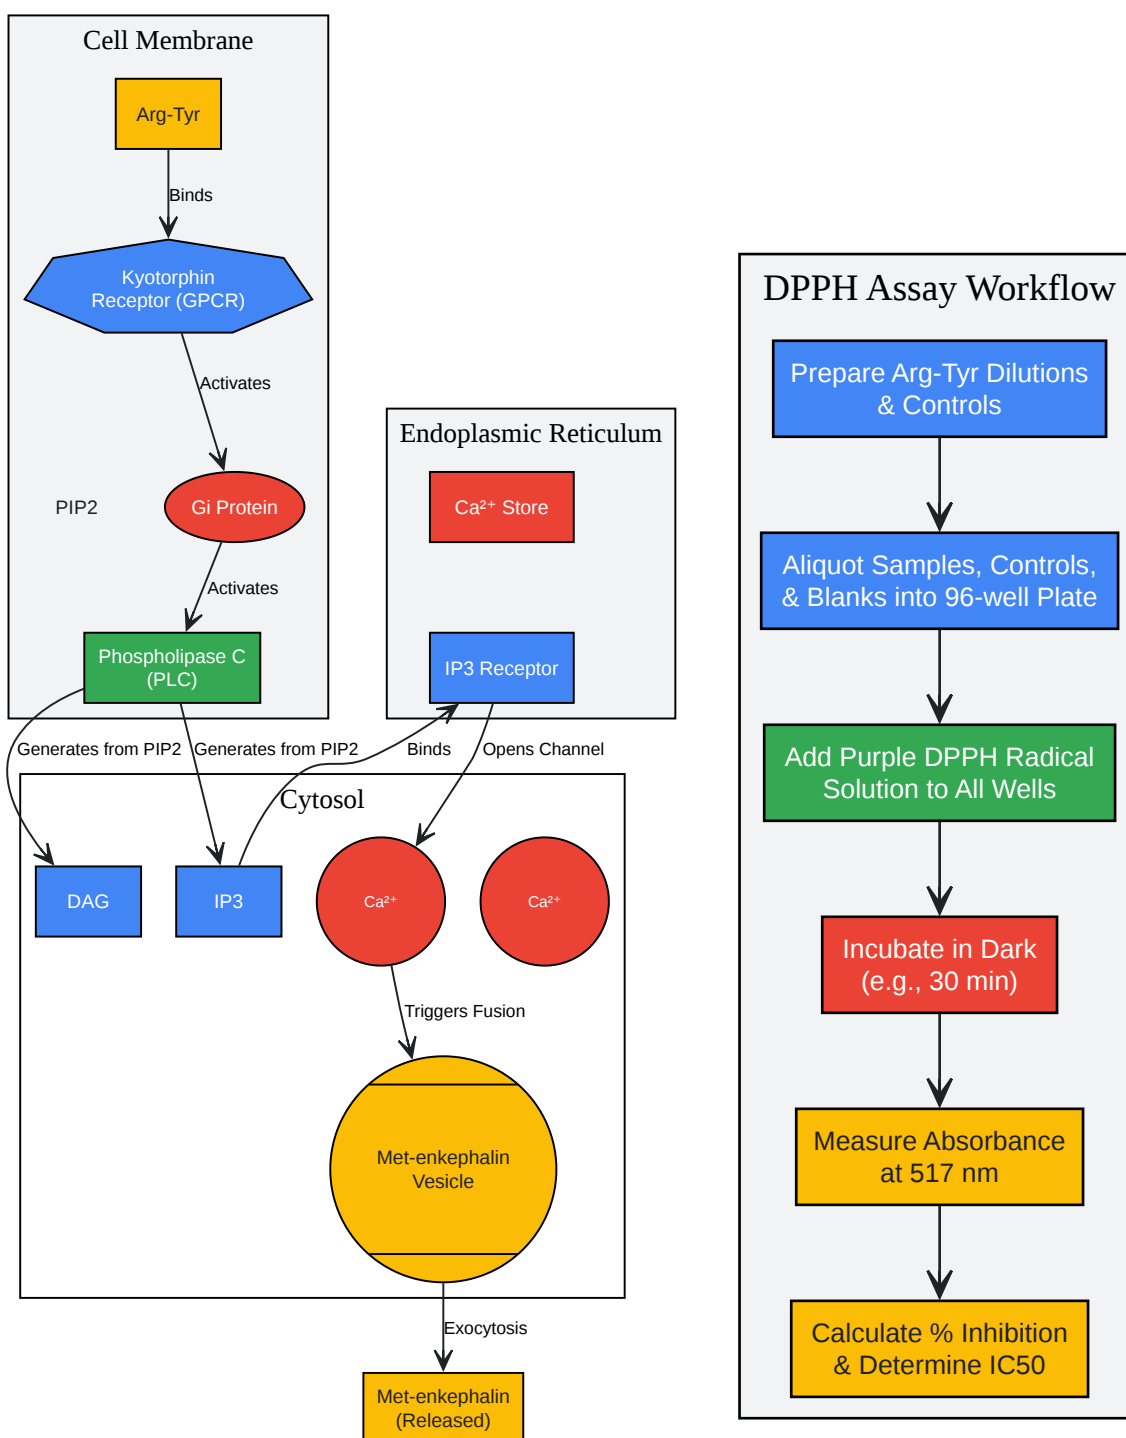 Cell Membrane
Arg-Tyr
Binds
Kyotorphin
Receptor (GPCR)
Activates
PIP2
Gi Protein
Activates
Phospholipase C
(PLC)
Generates from PIP2
Generates from PIP2
Endoplasmic Reticulum
Ca²⁺ Store
IP3 Receptor
Binds
Opens Channel
Cytosol
DAG
IP3
Ca²⁺
Ca²⁺
Triggers Fusion
Met-enkephalin
Vesicle
Exocytosis
Met-enkephalin
(Released)
DPPH Assay Workflow
Prepare Arg-Tyr Dilutions
& Controls
Aliquot Samples, Controls,
& Blanks into 96-well Plate
Add Purple DPPH Radical
Solution to All Wells
Incubate in Dark
(e.g., 30 min)
Measure Absorbance
at 517 nm
Calculate % Inhibition
& Determine IC50